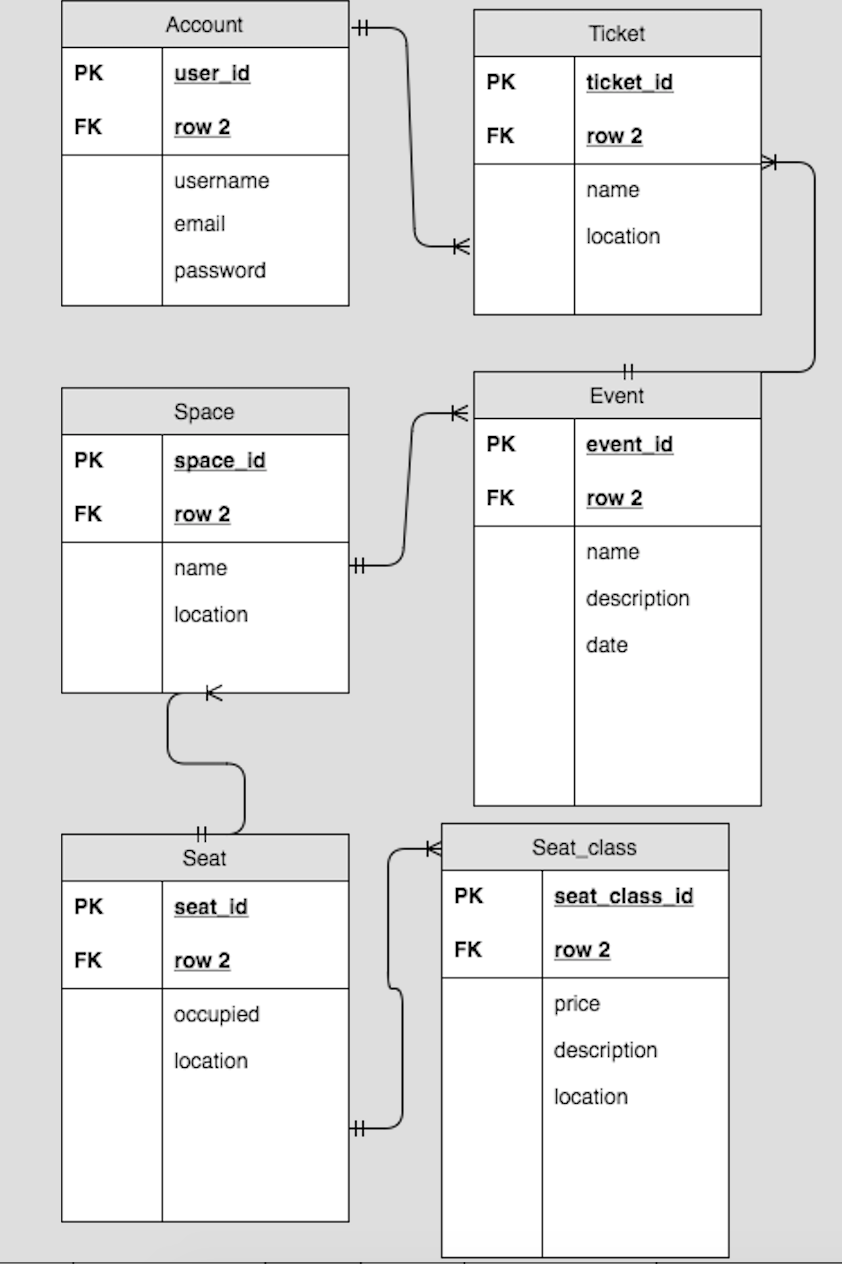 Account
PK user_id
FK row 2
username
email
password
Ticket
PK ticket_id
FK row 2
name
location
Space
PK space_id
FK row 2
name
location
Event
PK event_id
FK row 2
name
description
date
Seat
PK seat_id
FK row 2
occupied
location
Seat_class
PK seat_class_id
FK row 2
price
description
location